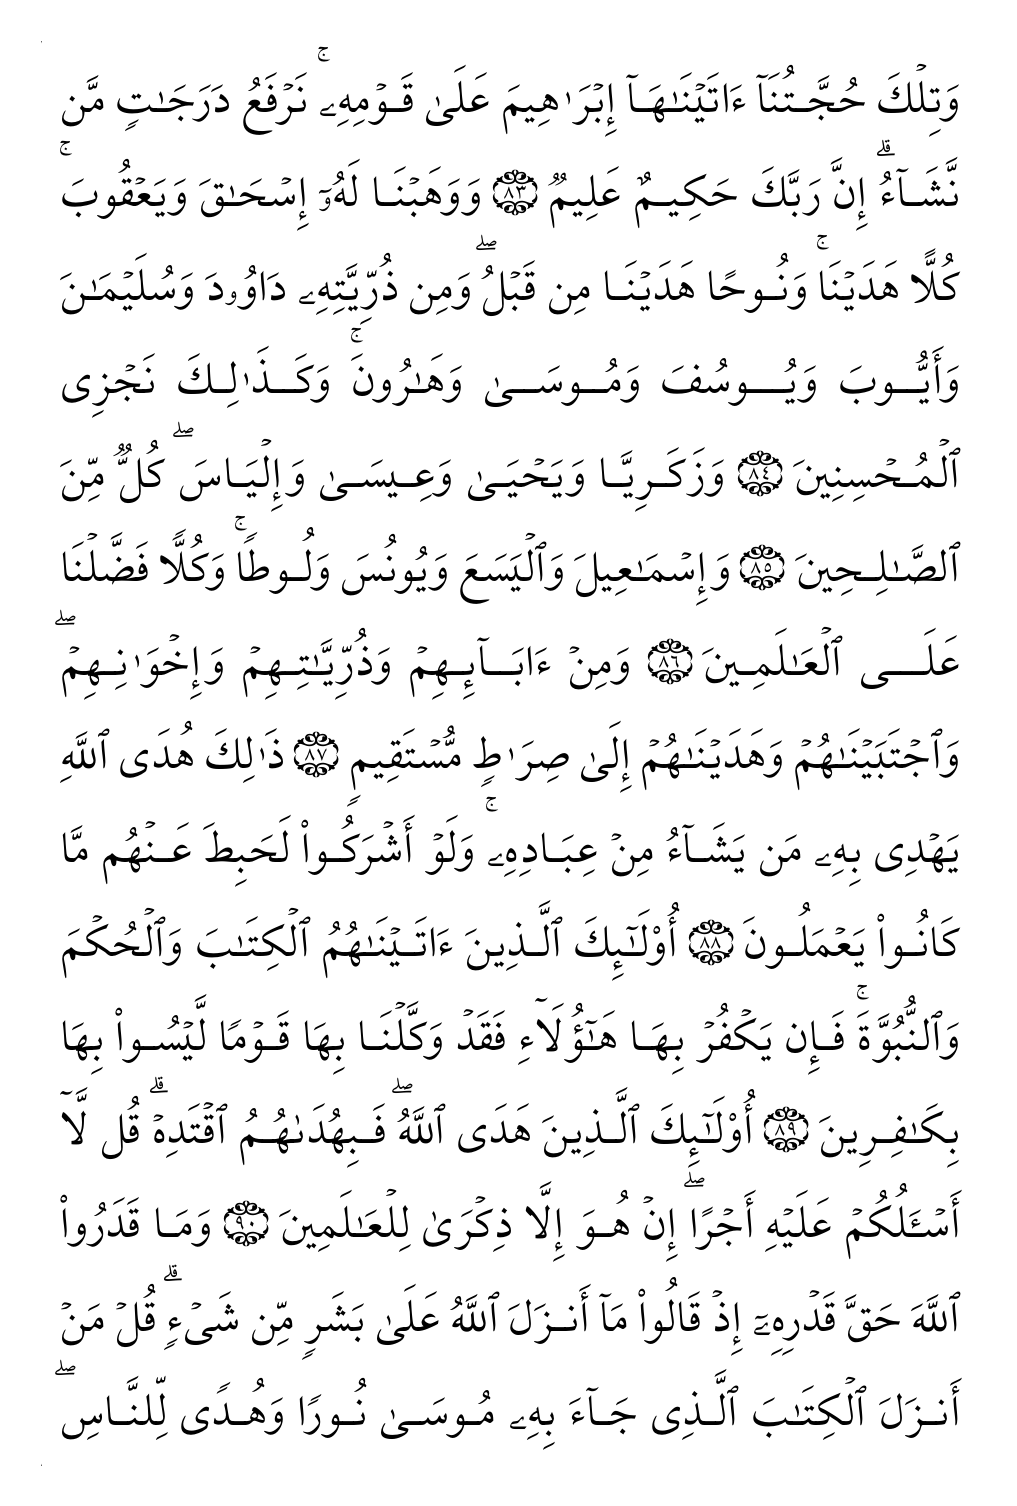 وَتِلۡكَ حُجَّتُنَآ ءَاتَيۡنَٰهَآ إِبۡرَٰهِيمَ عَلَىٰ قَوۡمِهِۦۚ نَرۡفَعُ دَرَجَٰتٖ مَّن
نَّشَآءُۗ إِنَّ رَبَّكَ حَكِيمٌ عَلِيمٞ ٨٣ وَوَهَبۡنَا لَهُۥٓ إِسۡحَٰقَ وَيَعۡقُوبَۚ
كُلًّا هَدَيۡنَاۚ وَنُوحًا هَدَيۡنَا مِن قَبۡلُۖ وَمِن ذُرِّيَّتِهِۦ دَاوُۥدَ وَسُلَيۡمَٰنَ
وَأَيُّوبَ وَيُوسُفَ وَمُوسَىٰ وَهَٰرُونَۚ وَكَذَٰلِكَ نَجۡزِي
ٱلۡمُحۡسِنِينَ ٨٤ وَزَكَرِيَّا وَيَحۡيَىٰ وَعِيسَىٰ وَإِلۡيَاسَۖ كُلّٞ مِّنَ
ٱلصَّٰلِحِينَ ٨٥ وَإِسۡمَٰعِيلَ وَٱلۡيَسَعَ وَيُونُسَ وَلُوطٗاۚ وَكُلّٗا فَضَّلۡنَا
عَلَى ٱلۡعَٰلَمِينَ ٨٦ وَمِنۡ ءَابَآئِهِمۡ وَذُرِّيَّٰتِهِمۡ وَإِخۡوَٰنِهِمۡۖ
وَٱجۡتَبَيۡنَٰهُمۡ وَهَدَيۡنَٰهُمۡ إِلَىٰ صِرَٰطٖ مُّسۡتَقِيمٖ ٨٧ ذَٰلِكَ هُدَى ٱللَّهِ
يَهۡدِي بِهِۦ مَن يَشَآءُ مِنۡ عِبَادِهِۦۚ وَلَوۡ أَشۡرَكُواْ لَحَبِطَ عَنۡهُم مَّا
كَانُواْ يَعۡمَلُونَ ٨٨ أُوْلَٰٓئِكَ ٱلَّذِينَ ءَاتَيۡنَٰهُمُ ٱلۡكِتَٰبَ وَٱلۡحُكۡمَ
وَٱلنُّبُوَّةَۚ فَإِن يَكۡفُرۡ بِهَا هَٰٓؤُلَآءِ فَقَدۡ وَكَّلۡنَا بِهَا قَوۡمٗا لَّيۡسُواْ بِهَا
بِكَٰفِرِينَ ٨٩ أُوْلَٰٓئِكَ ٱلَّذِينَ هَدَى ٱللَّهُۖ فَبِهُدَىٰهُمُ ٱقۡتَدِهۡۗ قُل لَّآ
أَسۡـَٔلُكُمۡ عَلَيۡهِ أَجۡرًاۖ إِنۡ هُوَ إِلَّا ذِكۡرَىٰ لِلۡعَٰلَمِينَ ٩٠ وَمَا قَدَرُواْ
ٱللَّهَ حَقَّ قَدۡرِهِۦٓ إِذۡ قَالُواْ مَآ أَنزَلَ ٱللَّهُ عَلَىٰ بَشَرٖ مِّن شَيۡءٖۗ قُلۡ مَنۡ
أَنزَلَ ٱلۡكِتَٰبَ ٱلَّذِي جَآءَ بِهِۦ مُوسَىٰ نُورٗا وَهُدٗى لِّلنَّاسِۖ